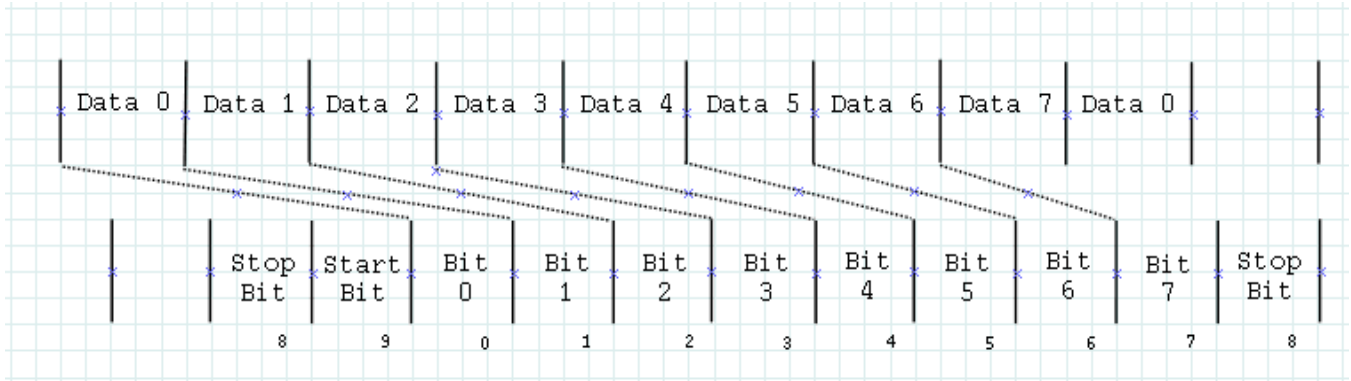 Data 0 Data 1 Data 2 Data 3 Data 4 Data 5 Data 6 Data 7 Data 0
Stop Start Bit Bit Bit Bit Bit Bit Bit Bit Stop
Bit Bit 0 1 2 3 4 5 6 7 Bit
8 9 0 1 2 3 4 5 6 7 8